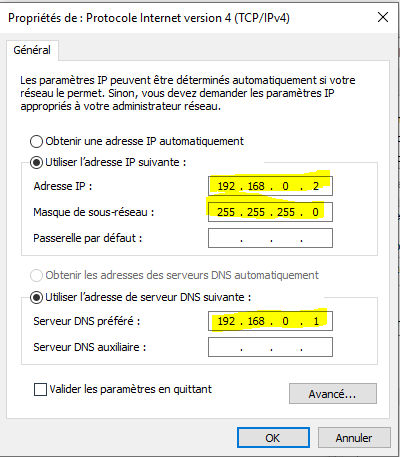 Propriétés de : Protocole Internet version 4 (TCP/IPv4)
Général
Les paramètres IP peuvent être déterminés automatiquement si votre
réseau le permet. Sinon, vous devez demander les paramètres IP
appropriés à votre administrateur réseau.
Obtenir une adresse IP automatiquement
Utiliser l'adresse IP suivante :
Adresse IP : 192 . 168 . 0 . 2
Masque de sous-réseau : 255 . 255 . 255 . 0
Passerelle par défaut : . . .
Obtenir les adresses des serveurs DNS automatiquement
Utiliser l'adresse de serveur DNS suivante :
Serveur DNS préféré : 192 . 168 . 0 . 1
Serveur DNS auxiliaire : . . .
Valider les paramètres en quittant
Avancé...
OK Annuler